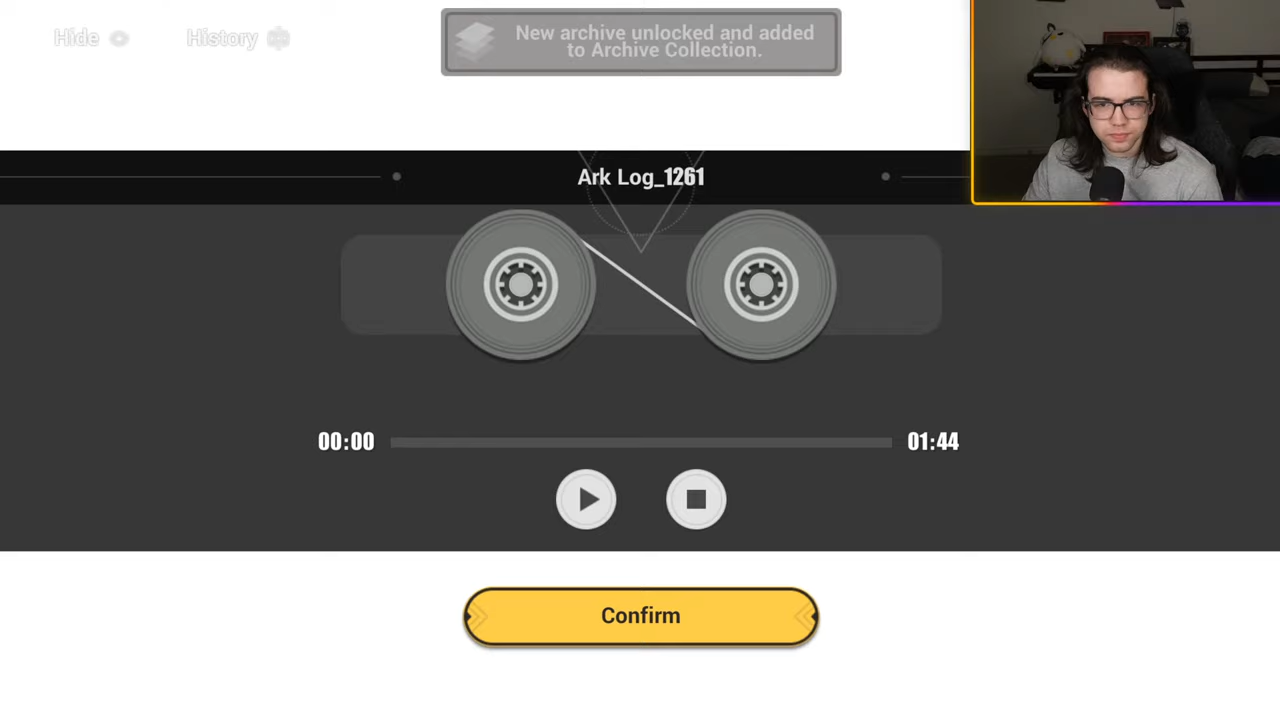 Hide
History
New archive unlocked and added
to Archive Collection.
Ark Log_1261
00:00
01:44
Confirm